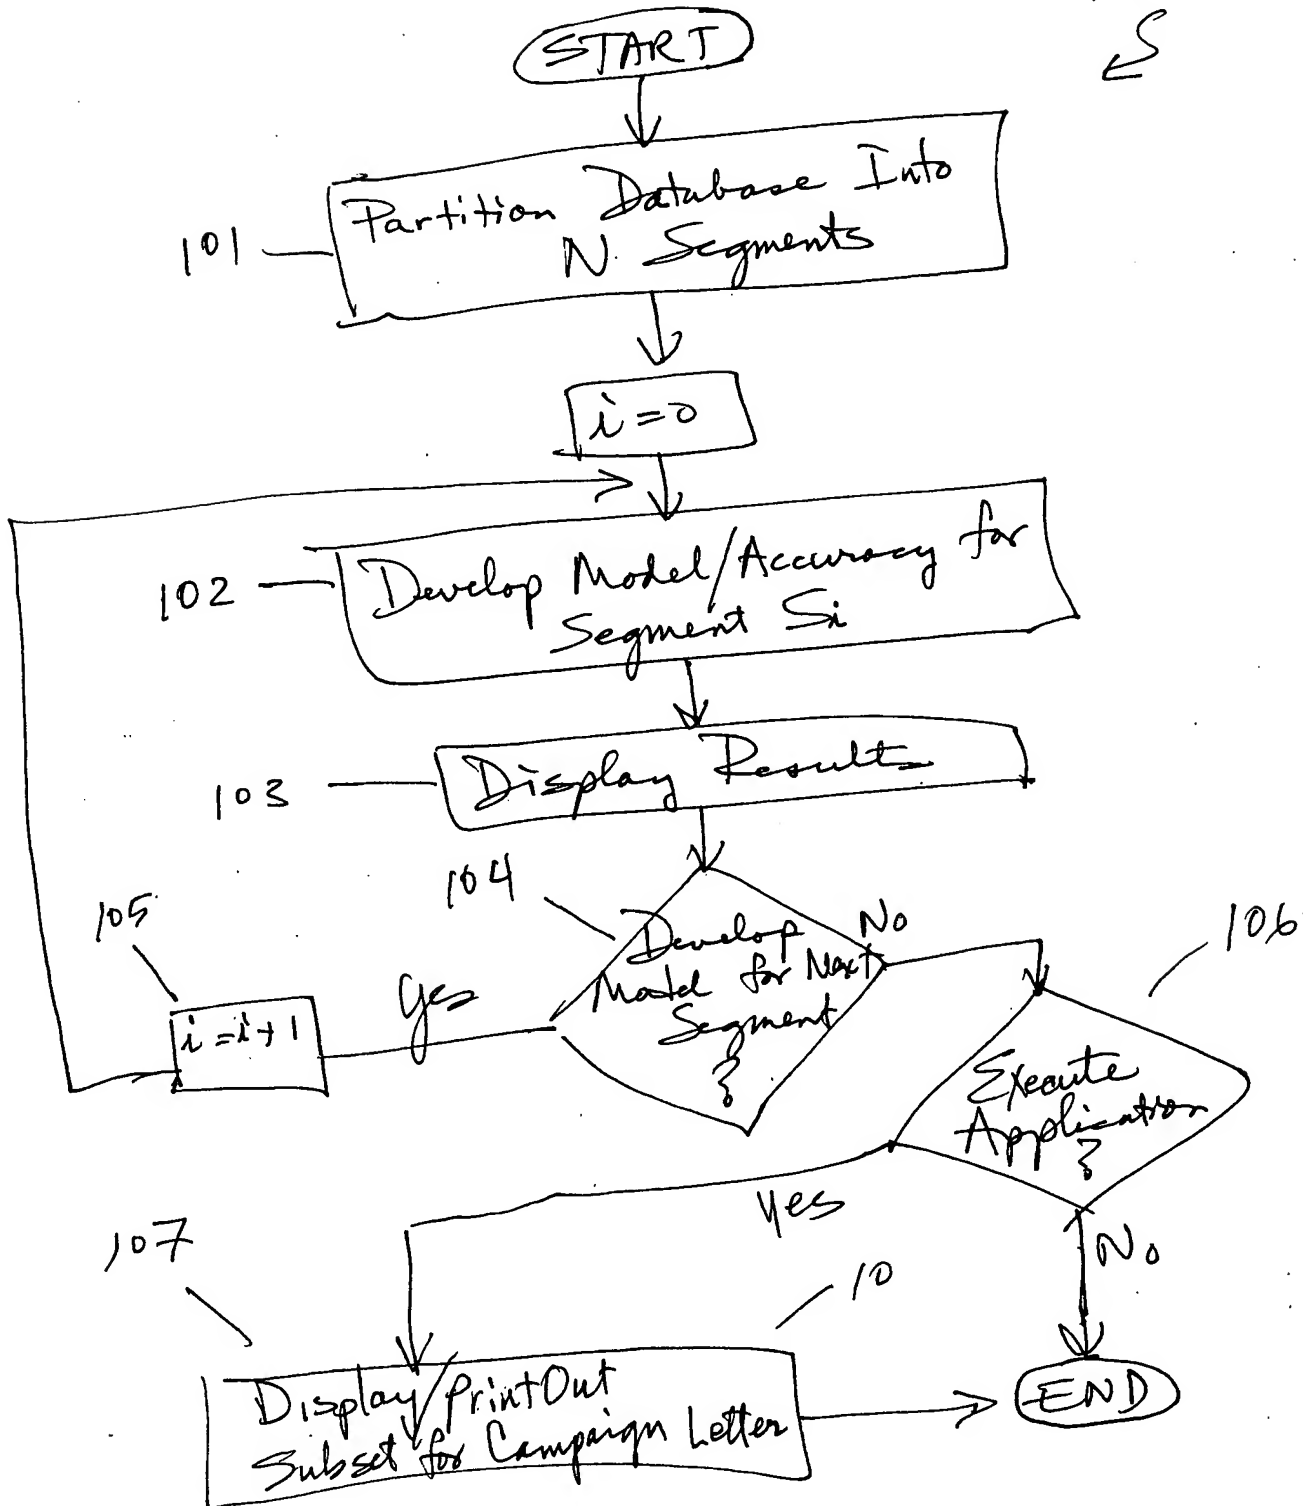 START
S
Partition Database Into
N Segments
101
i=0
Develop Model/Accuracy for
Segment Si
102
Display Results
103
104
Develop
Model for Next
Segment
?
No
Yes
105
i=i+1
106
Execute
Application
?
Yes
No
107
10
Display/PrintOut
Subset for Campaign Letter
END